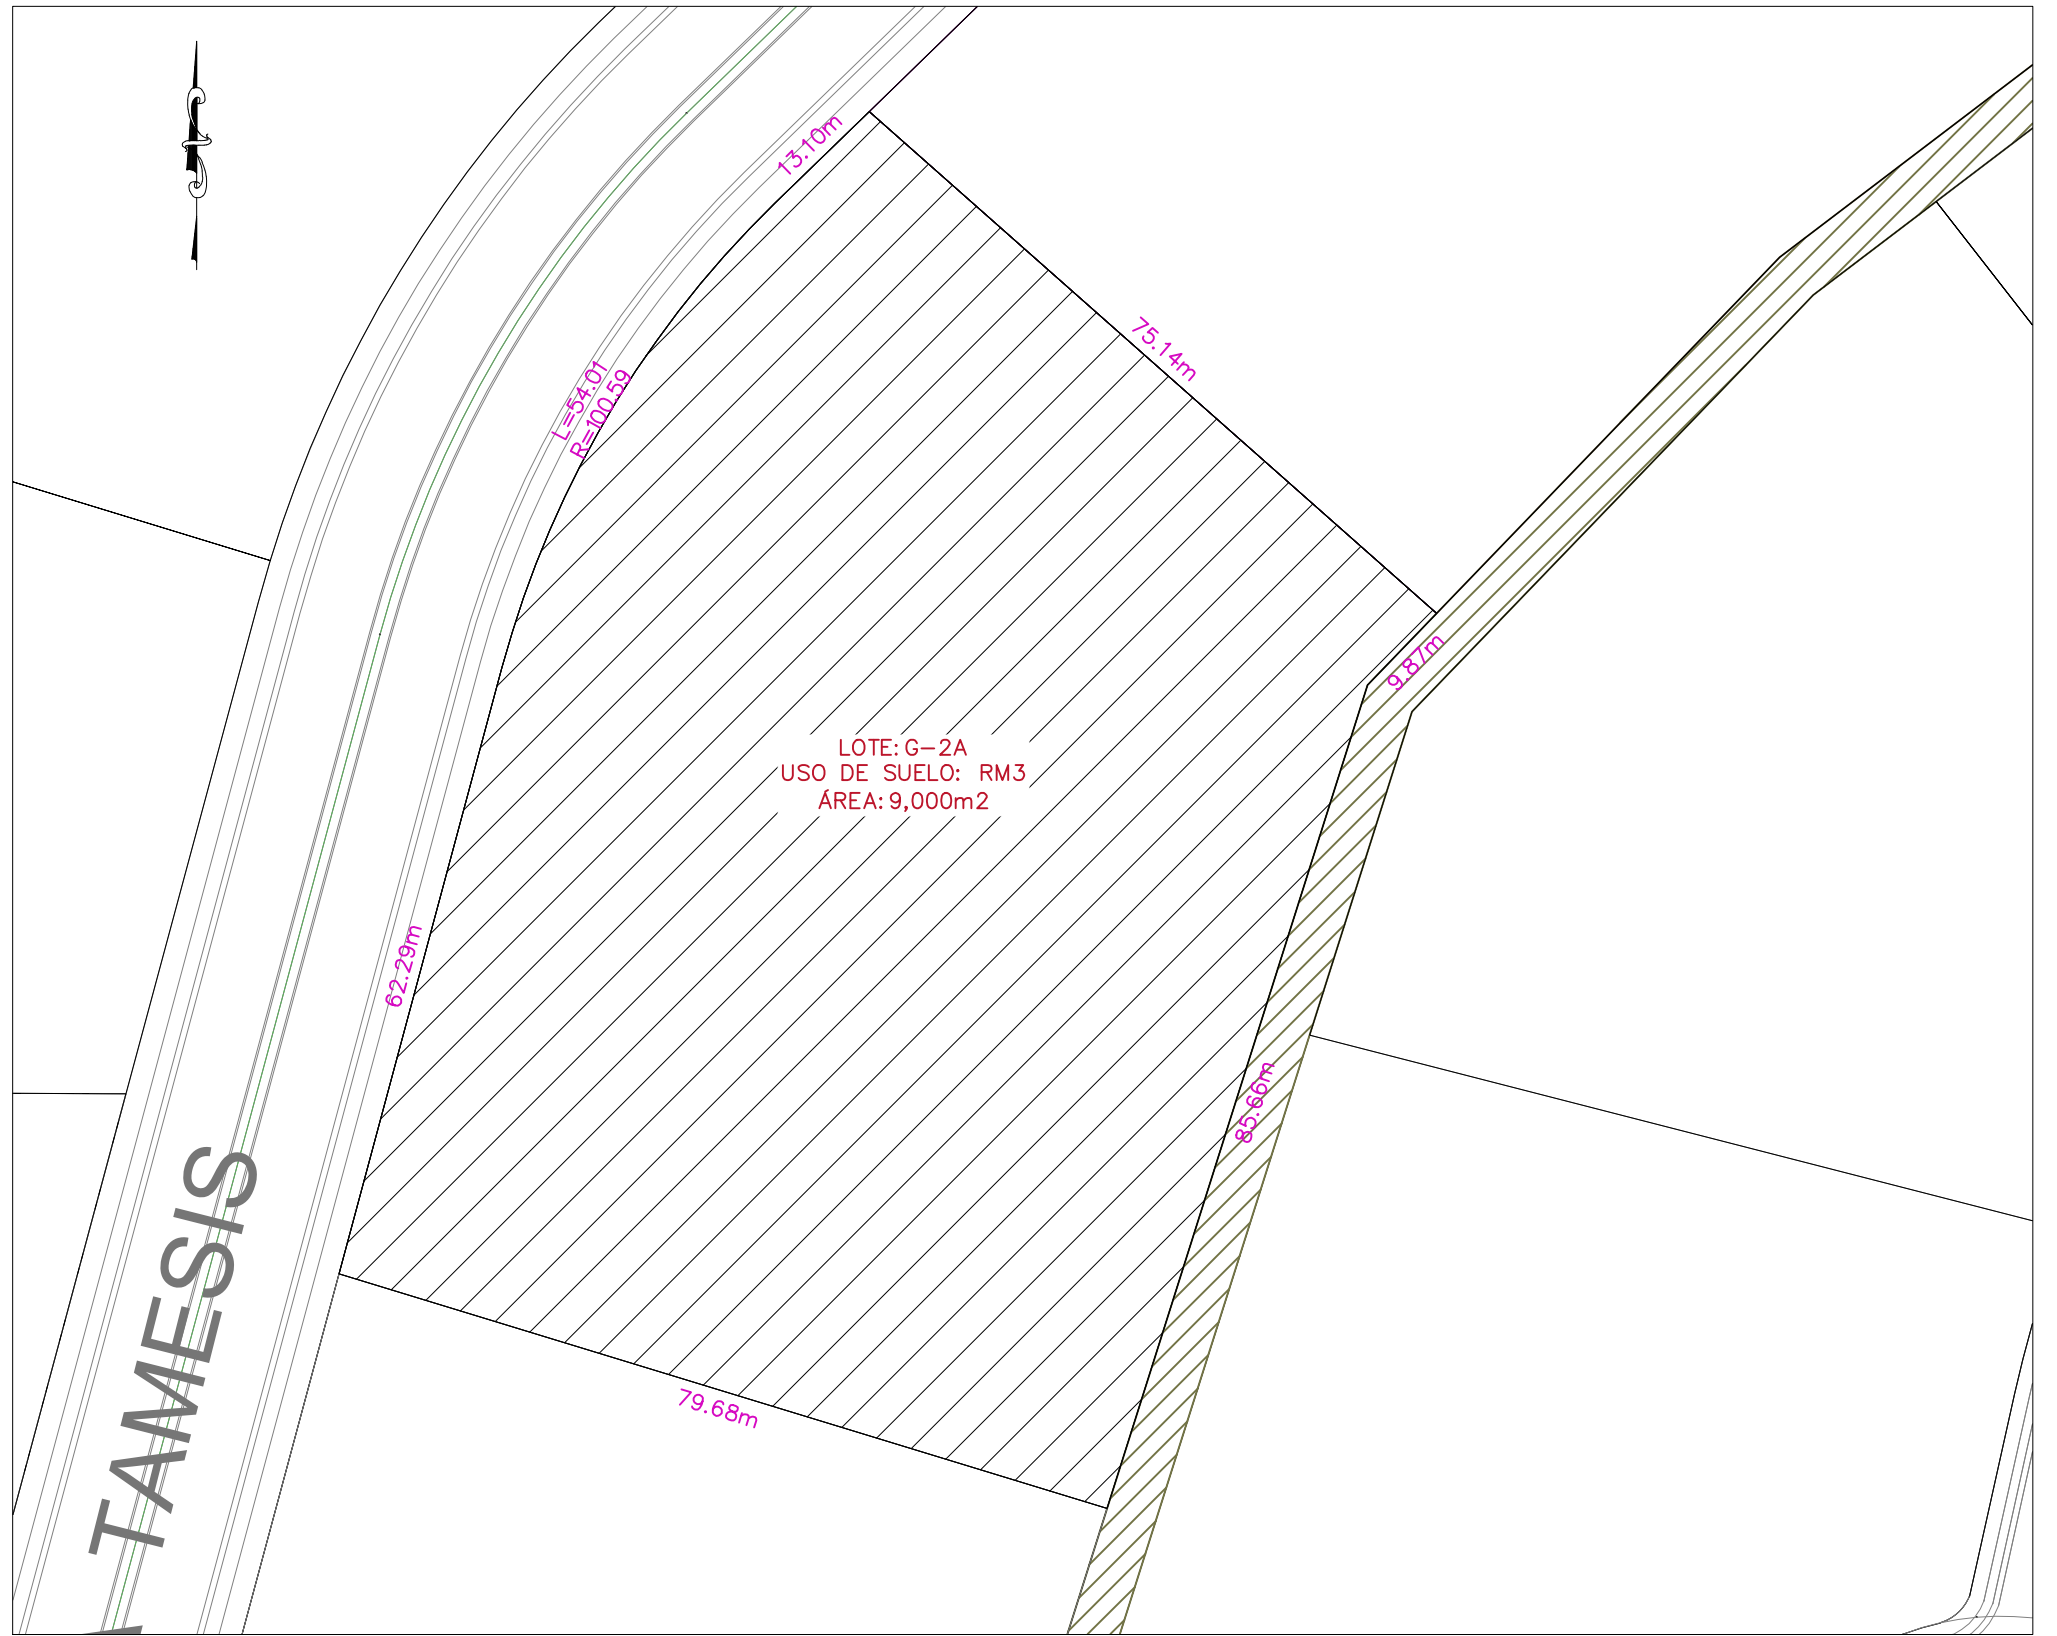 13.10m
75.14m
L=54.01
R=100.59
9.87m
LOTE: G-2A
USO DE SUELO: RM3
ÁREA: 9,000m2
62.29m
85.66m
TAMESIS
79.68m